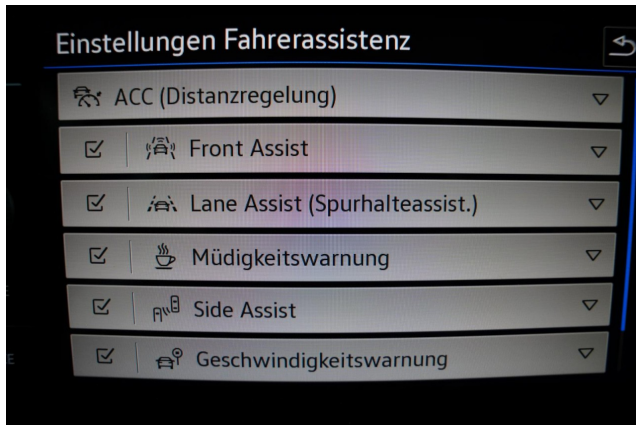 Einstellungen Fahrerassistenz
ACC (Distanzregelung)
Front Assist
Lane Assist (Spurhalteassist.)
Müdigkeitswarnung
Side Assist
Geschwindigkeitswarnung